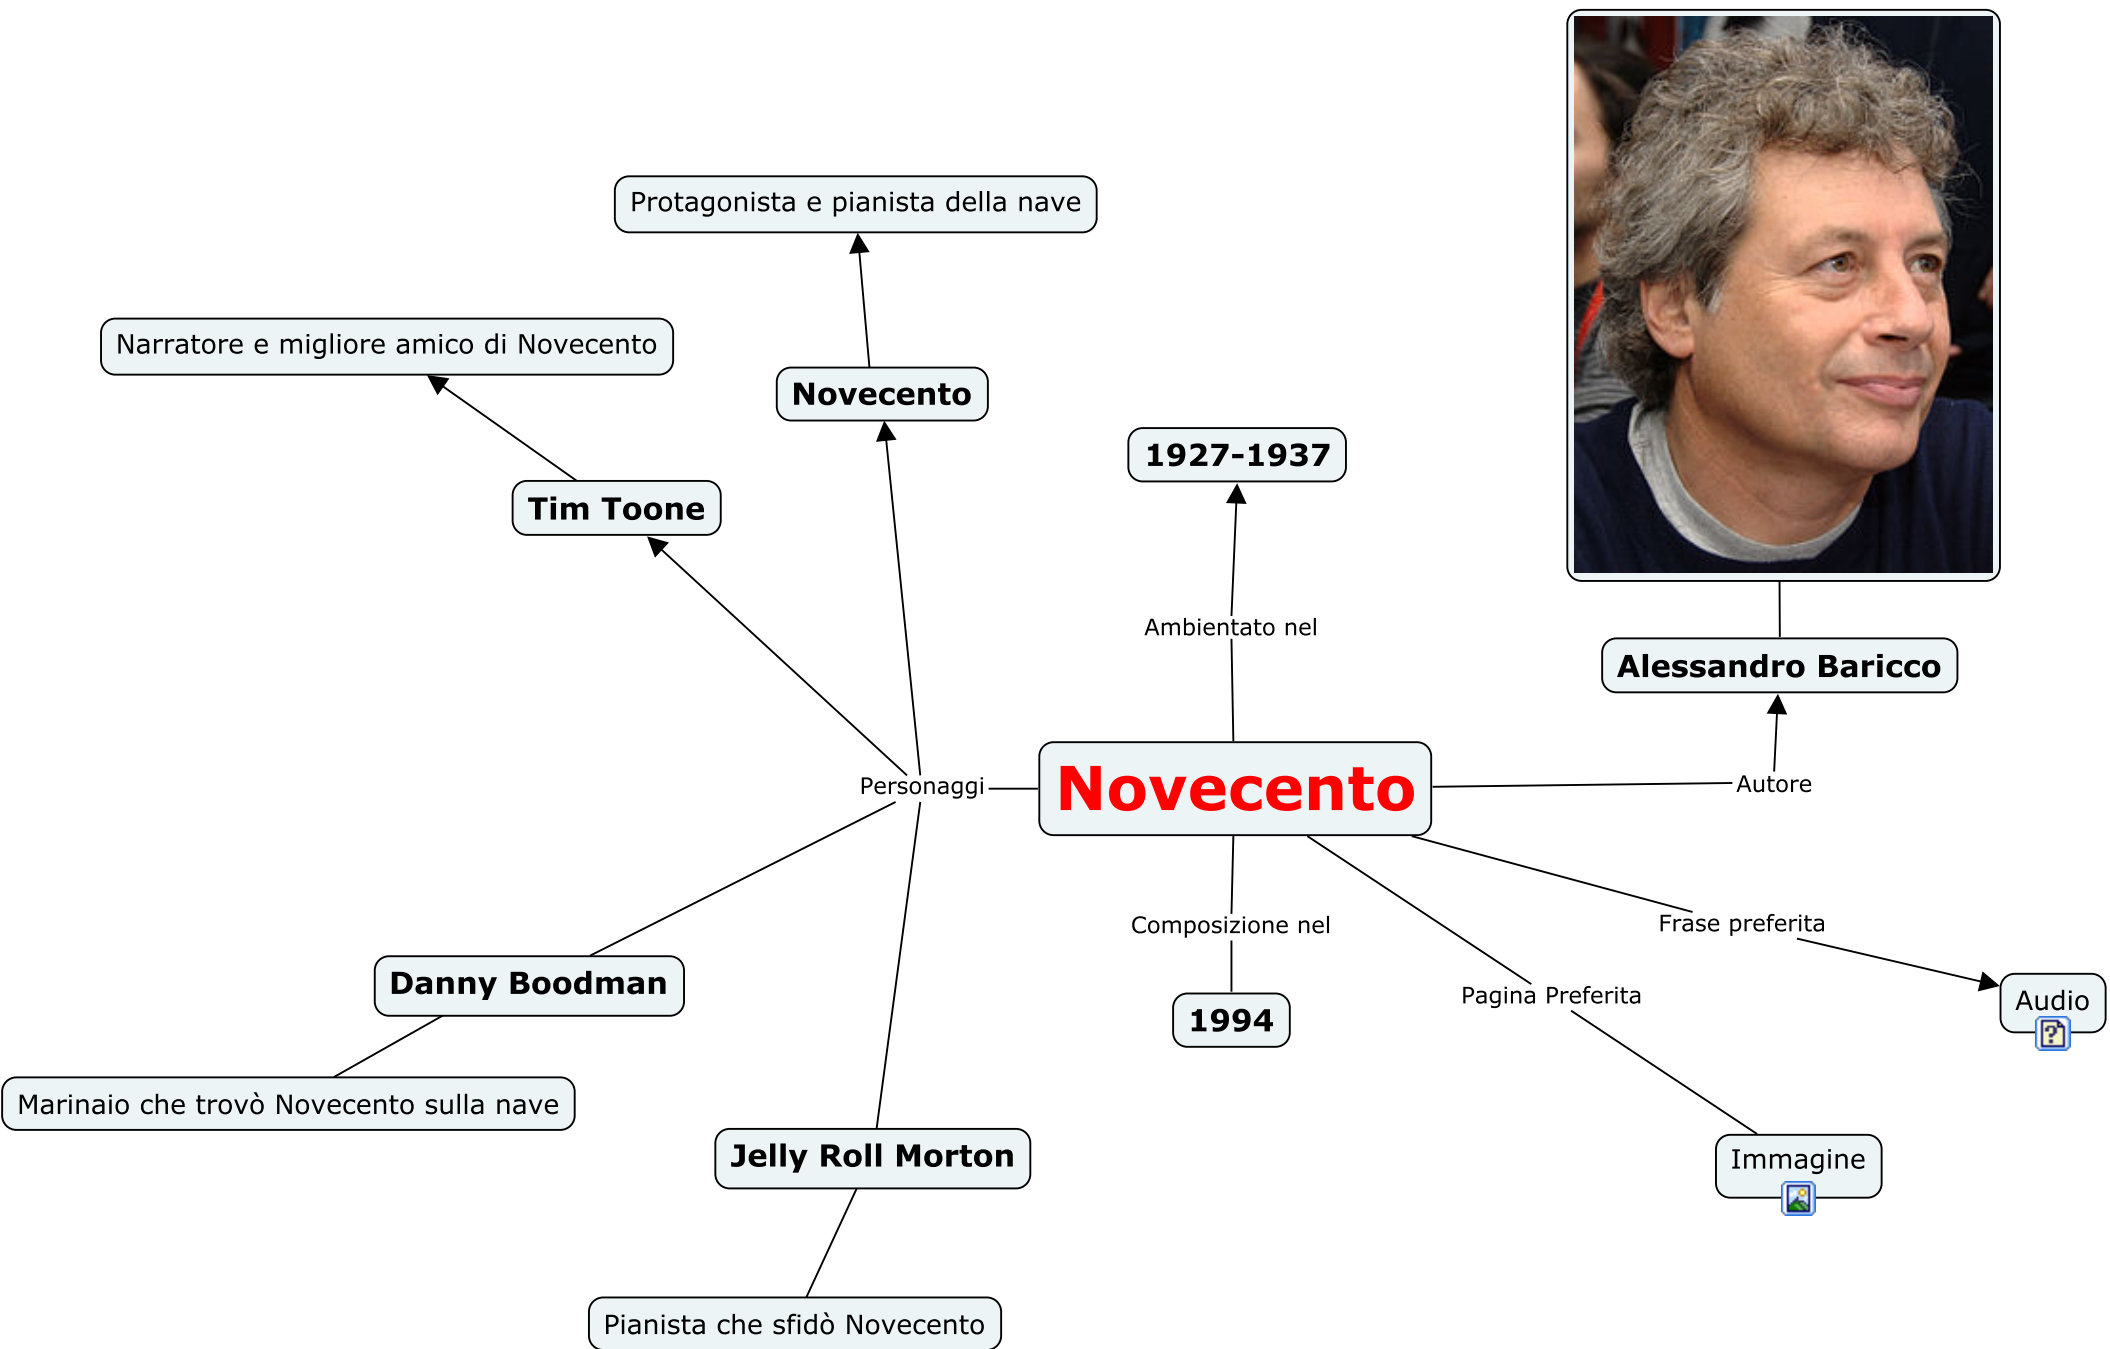 Protagonista e pianista della nave
Narratore e migliore amico di Novecento
Novecento
1927-1937
Tim Toone
Ambientato nel
Alessandro Baricco
Personaggi
Novecento
Autore
Composizione nel
Frase preferita
Danny Boodman
Pagina Preferita
Audio
1994
Marinaio che trovò Novecento sulla nave
Jelly Roll Morton
Immagine
Pianista che sfidò Novecento